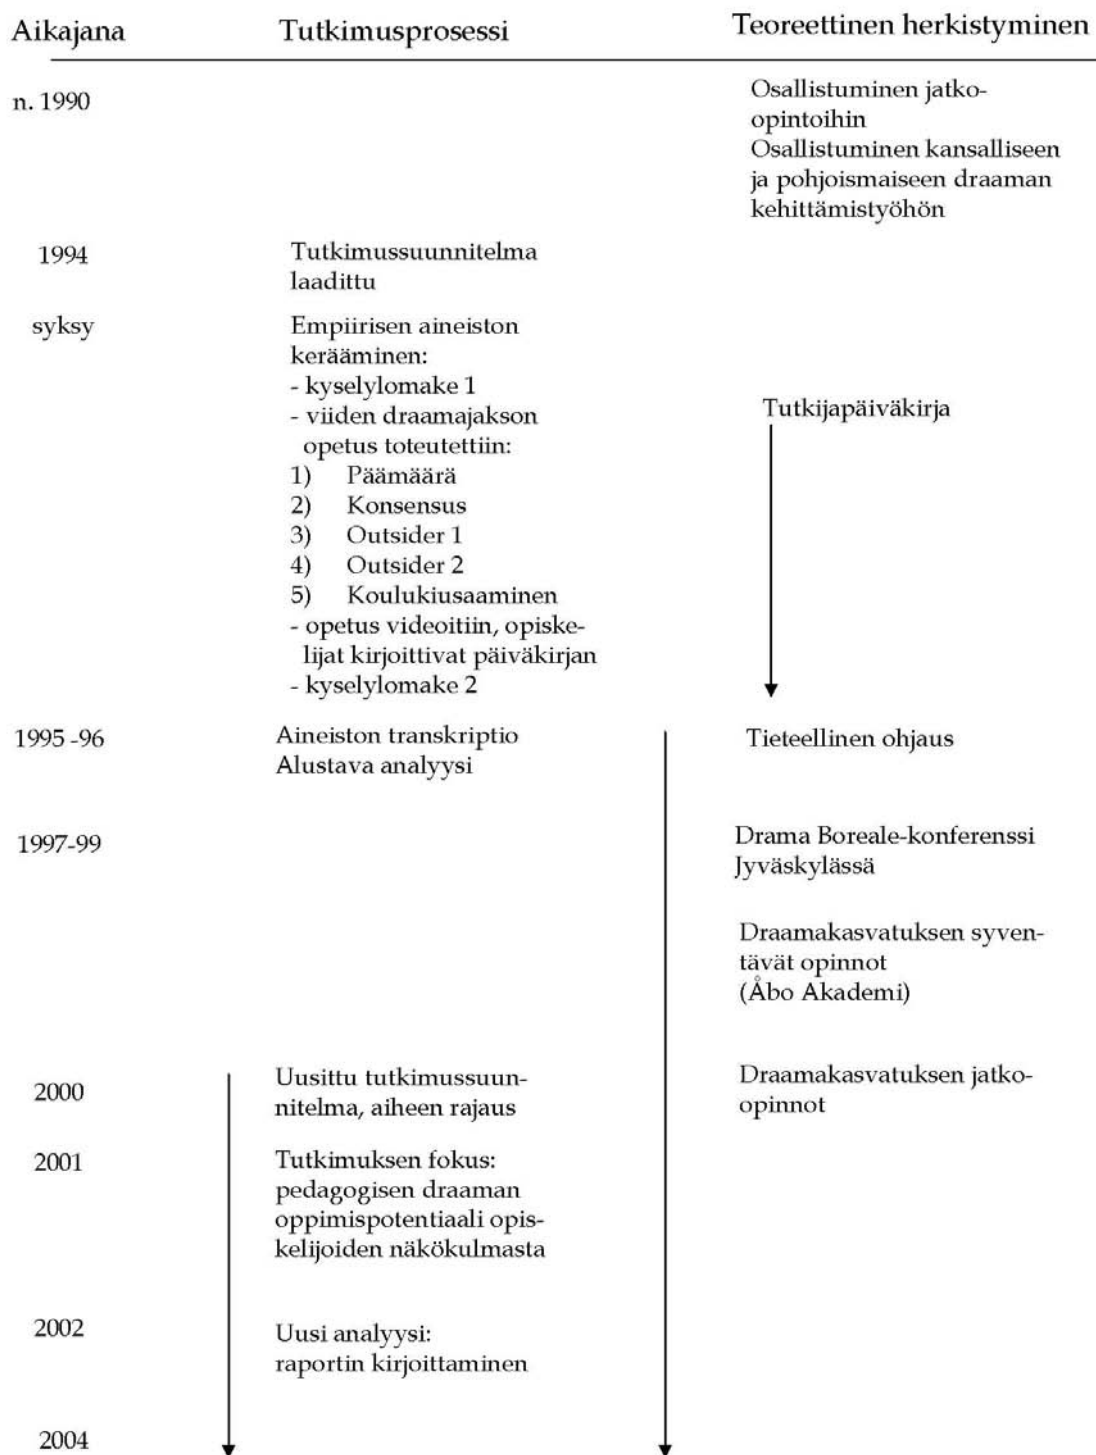 Aikajana
Tutkimusprosessi
Teoreettinen herkistyminen
n. 1990
Osallistuminen jatko-
opintoihin
Osallistuminen kansalliseen
ja pohjoismaiseen draaman
kehittämistyöhön
1994
Tutkimussuunnitelma
laadittu
syksy
Empiirisen aineiston
kerääminen:
- kyselylomake 1
- viiden draamajakson
opetus toteutettiin:
1) Päämäärä
2) Konsensus
3) Outsider 1
4) Outsider 2
5) Koulukiusaaminen
- opetus videoitiin, opiske-
lijat kirjoittivat päiväkirjan
- kyselylomake 2
Tutkijapäiväkirja
1995 -96
Aineiston transkriptio
Alustava analyysi
Tieteellinen ohjaus
1997-99
Drama Boreale-konferenssi
Jyväskylässä
Draamakasvatuksen syven-
tävät opinnot
(Åbo Akademi)
2000
Uusittu tutkimussuun-
nitelma, aiheen rajaus
Draamakasvatuksen jatko-
opinnot
2001
Tutkimuksen fokus:
pedagogisen draaman
oppimispotentiaali opis-
kelijoiden näkökulmasta
2002
Uusi analyysi:
raportin kirjoittaminen
2004